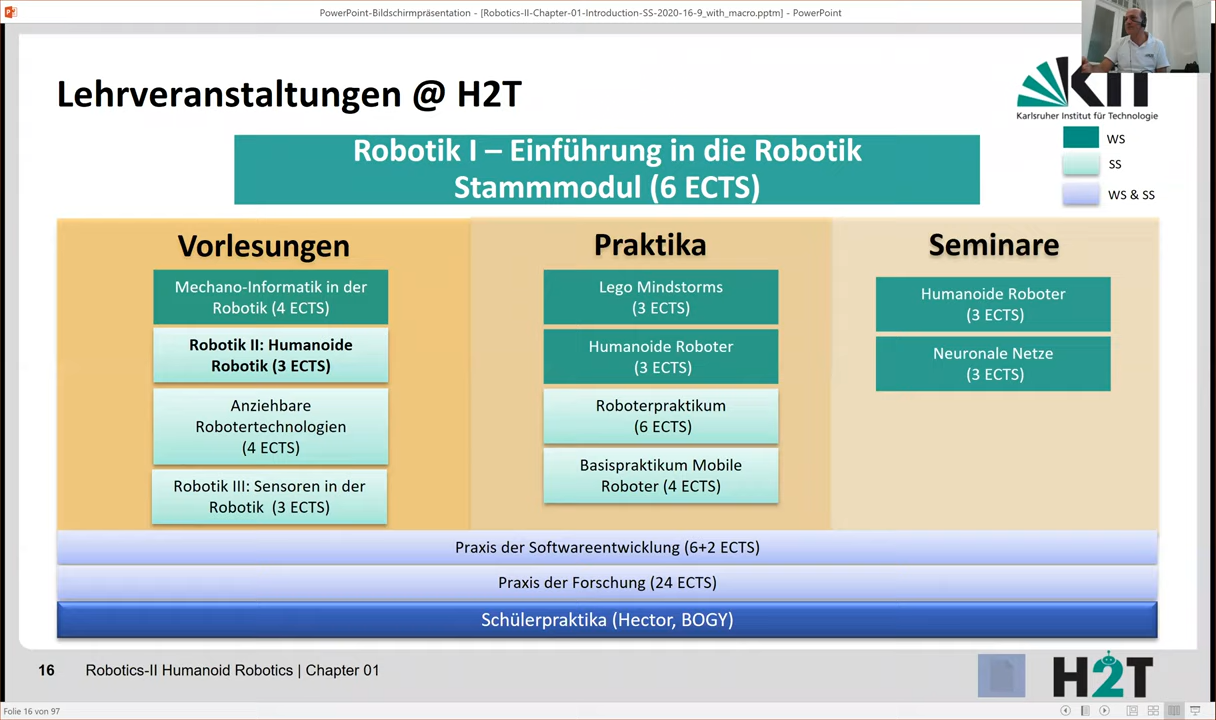 PowerPoint-Bildschirmpräsentation - [Robotics-II-Chapter-01-Introduction-SS-2020-16-9_with_macro.pptm] - PowerPoint
Lehrveranstaltungen @ H2T
KIT
Karlsruher Institut für Technologie
WS
SS
WS & SS
Robotik I – Einführung in die Robotik
Stammmodul (6 ECTS)
Vorlesungen
Mechano-Informatik in der
Robotik (4 ECTS)
Robotik II: Humanoide
Robotik (3 ECTS)
Anziehbare
Robotertechnologien
(4 ECTS)
Robotik III: Sensoren in der
Robotik (3 ECTS)
Praktika
Lego Mindstorms
(3 ECTS)
Humanoide Roboter
(3 ECTS)
Roboterpraktikum
(6 ECTS)
Basispraktikum Mobile
Roboter (4 ECTS)
Seminare
Humanoide Roboter
(3 ECTS)
Neuronale Netze
(3 ECTS)
Praxis der Softwareentwicklung (6+2 ECTS)
Praxis der Forschung (24 ECTS)
Schülerpraktika (Hector, BOGY)
16 Robotics-II Humanoid Robotics | Chapter 01
H2T
Folie 16 von 97